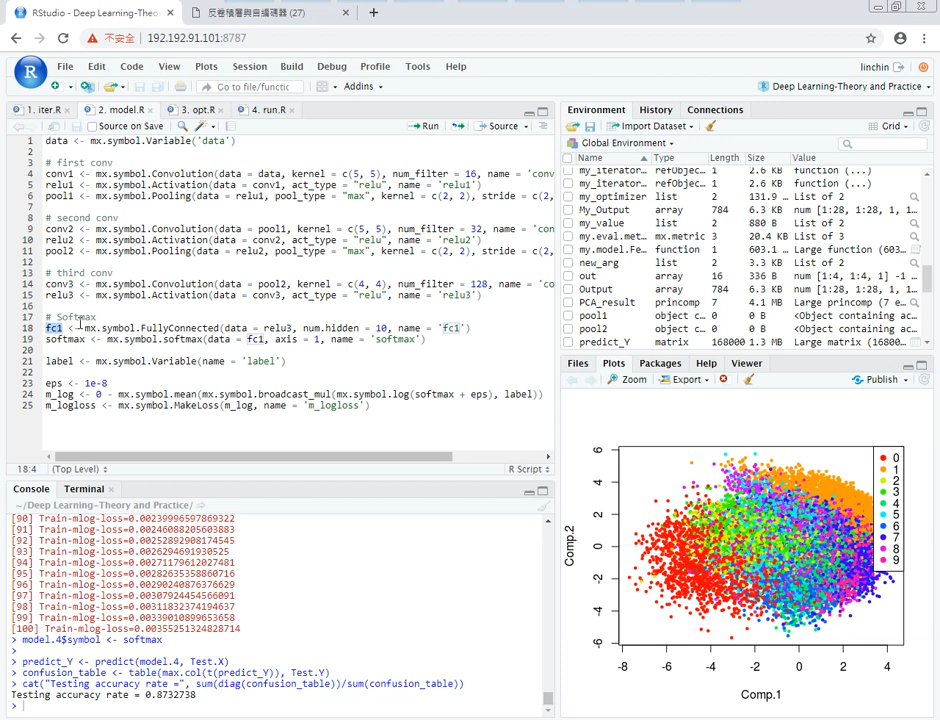 RStudio - Deep Learning-Theo
反卷積層與自編碼器 (27)
不安全 192.192.91.101:8787
File Edit Code View Plots Session Build Debug Profile Tools Help
linchin
Go to file/functic
Addins
Deep Learning-Theory and Practice
1. iter.R
2. model.R
3. opt.R
4. run.R
Source on Save
Run
Source
1 data <- mx.symbol.Variable('data')
2
3 # first conv
4 conv1 <- mx.symbol.Convolution(data = data, kernel = c(5, 5), num_filter = 16, name = 'conv
5 relu1 <- mx.symbol.Activation(data = conv1, act_type = "relu", name = 'relu1')
6 pool1 <- mx.symbol.Pooling(data = relu1, pool_type = "max", kernel = c(2, 2), stride = c(2,
7
8 # second conv
9 conv2 <- mx.symbol.Convolution(data = pool1, kernel = c(5, 5), num_filter = 32, name = 'con
10 relu2 <- mx.symbol.Activation(data = conv2, act_type = "relu", name = 'relu2')
11 pool2 <- mx.symbol.Pooling(data = relu2, pool_type = "max", kernel = c(2, 2), stride = c(2,
12
13 # third conv
14 conv3 <- mx.symbol.Convolution(data = pool2, kernel = c(4, 4), num_filter = 128, name = 'co
15 relu3 <- mx.symbol.Activation(data = conv3, act_type = "relu", name = 'relu3')
16
17 # Softmax
18 fc1 <- mx.symbol.FullyConnected(data = relu3, num.hidden = 10, name = 'fc1')
19 softmax <- mx.symbol.softmax(data = fc1, axis = 1, name = 'softmax')
20
21 label <- mx.symbol.Variable(name = 'label')
22
23 eps <- 1e-8
24 m_log <- 0 - mx.symbol.mean(mx.symbol.broadcast_mul(mx.symbol.log(softmax + eps), label))
25 m_logloss <- mx.symbol.MakeLoss(m_log, name = 'm_logloss')
18:4 (Top Level)
R Script
Console Terminal
~/Deep Learning-Theory and Practice/
[90] Train-mlog-loss=0.00239965978​69322
[91] Train-mlog-loss=0.00246088205603883
[92] Train-mlog-loss=0.00252892908174545
[93] Train-mlog-loss=0.0026294691930525
[94] Train-mlog-loss=0.00271179612027481
[95] Train-mlog-loss=0.00282635358860716
[96] Train-mlog-loss=0.00290240876376629
[97] Train-mlog-loss=0.00307924454566091
[98] Train-mlog-loss=0.00311832374194637
[99] Train-mlog-loss=0.00339010899653658
[100] Train-mlog-loss=0.00355251324828714
> model.4$symbol <- softmax
>
> predict_Y <- predict(model.4, Test.X)
> confusion_table <- table(max.col(t(predict_Y)), Test.Y)
> cat("Testing accuracy rate =", sum(diag(confusion_table))/sum(confusion_table))
Testing accuracy rate = 0.8732738
>
Environment History Connections
Import Dataset
Grid
Global Environment
Name Type Length Size Value
my_iterator… refObjec… 1 2.6 KB function (...)
my_iterator… refObjec… 1 2.6 KB function (...)
my_optimizer list 2 131.9 … List of 2
My_Output array 784 6.3 KB num [1:28, 1:28, 1, 1…
my_value list 2 880 B List of 2
my.eval.met… mx.metric 3 20.4 KB List of 3
my.model.Fe… function 1 603.1 … Large function (603…
new_arg list 2 3.3 KB List of 2
out array 16 336 B num [1:4, 1:4, 1] -1 …
Output array 784 6.3 KB num [1:28, 1:28, 1, 1…
PCA_result princomp 7 4.1 MB Large princomp (7 e…
pool1 object c… 0 0 B <Object containing ac
pool2 object c… 0 0 B <Object containing ac
predict_Y matrix 168000 1.3 MB Large matrix (16800…
Files Plots Packages Help Viewer
Zoom Export Publish
6
4
2
0
-2
-4
-6
Comp.2
-8 -6 -4 -2 0 2 4
Comp.1
0
1
2
3
4
5
6
7
8
9